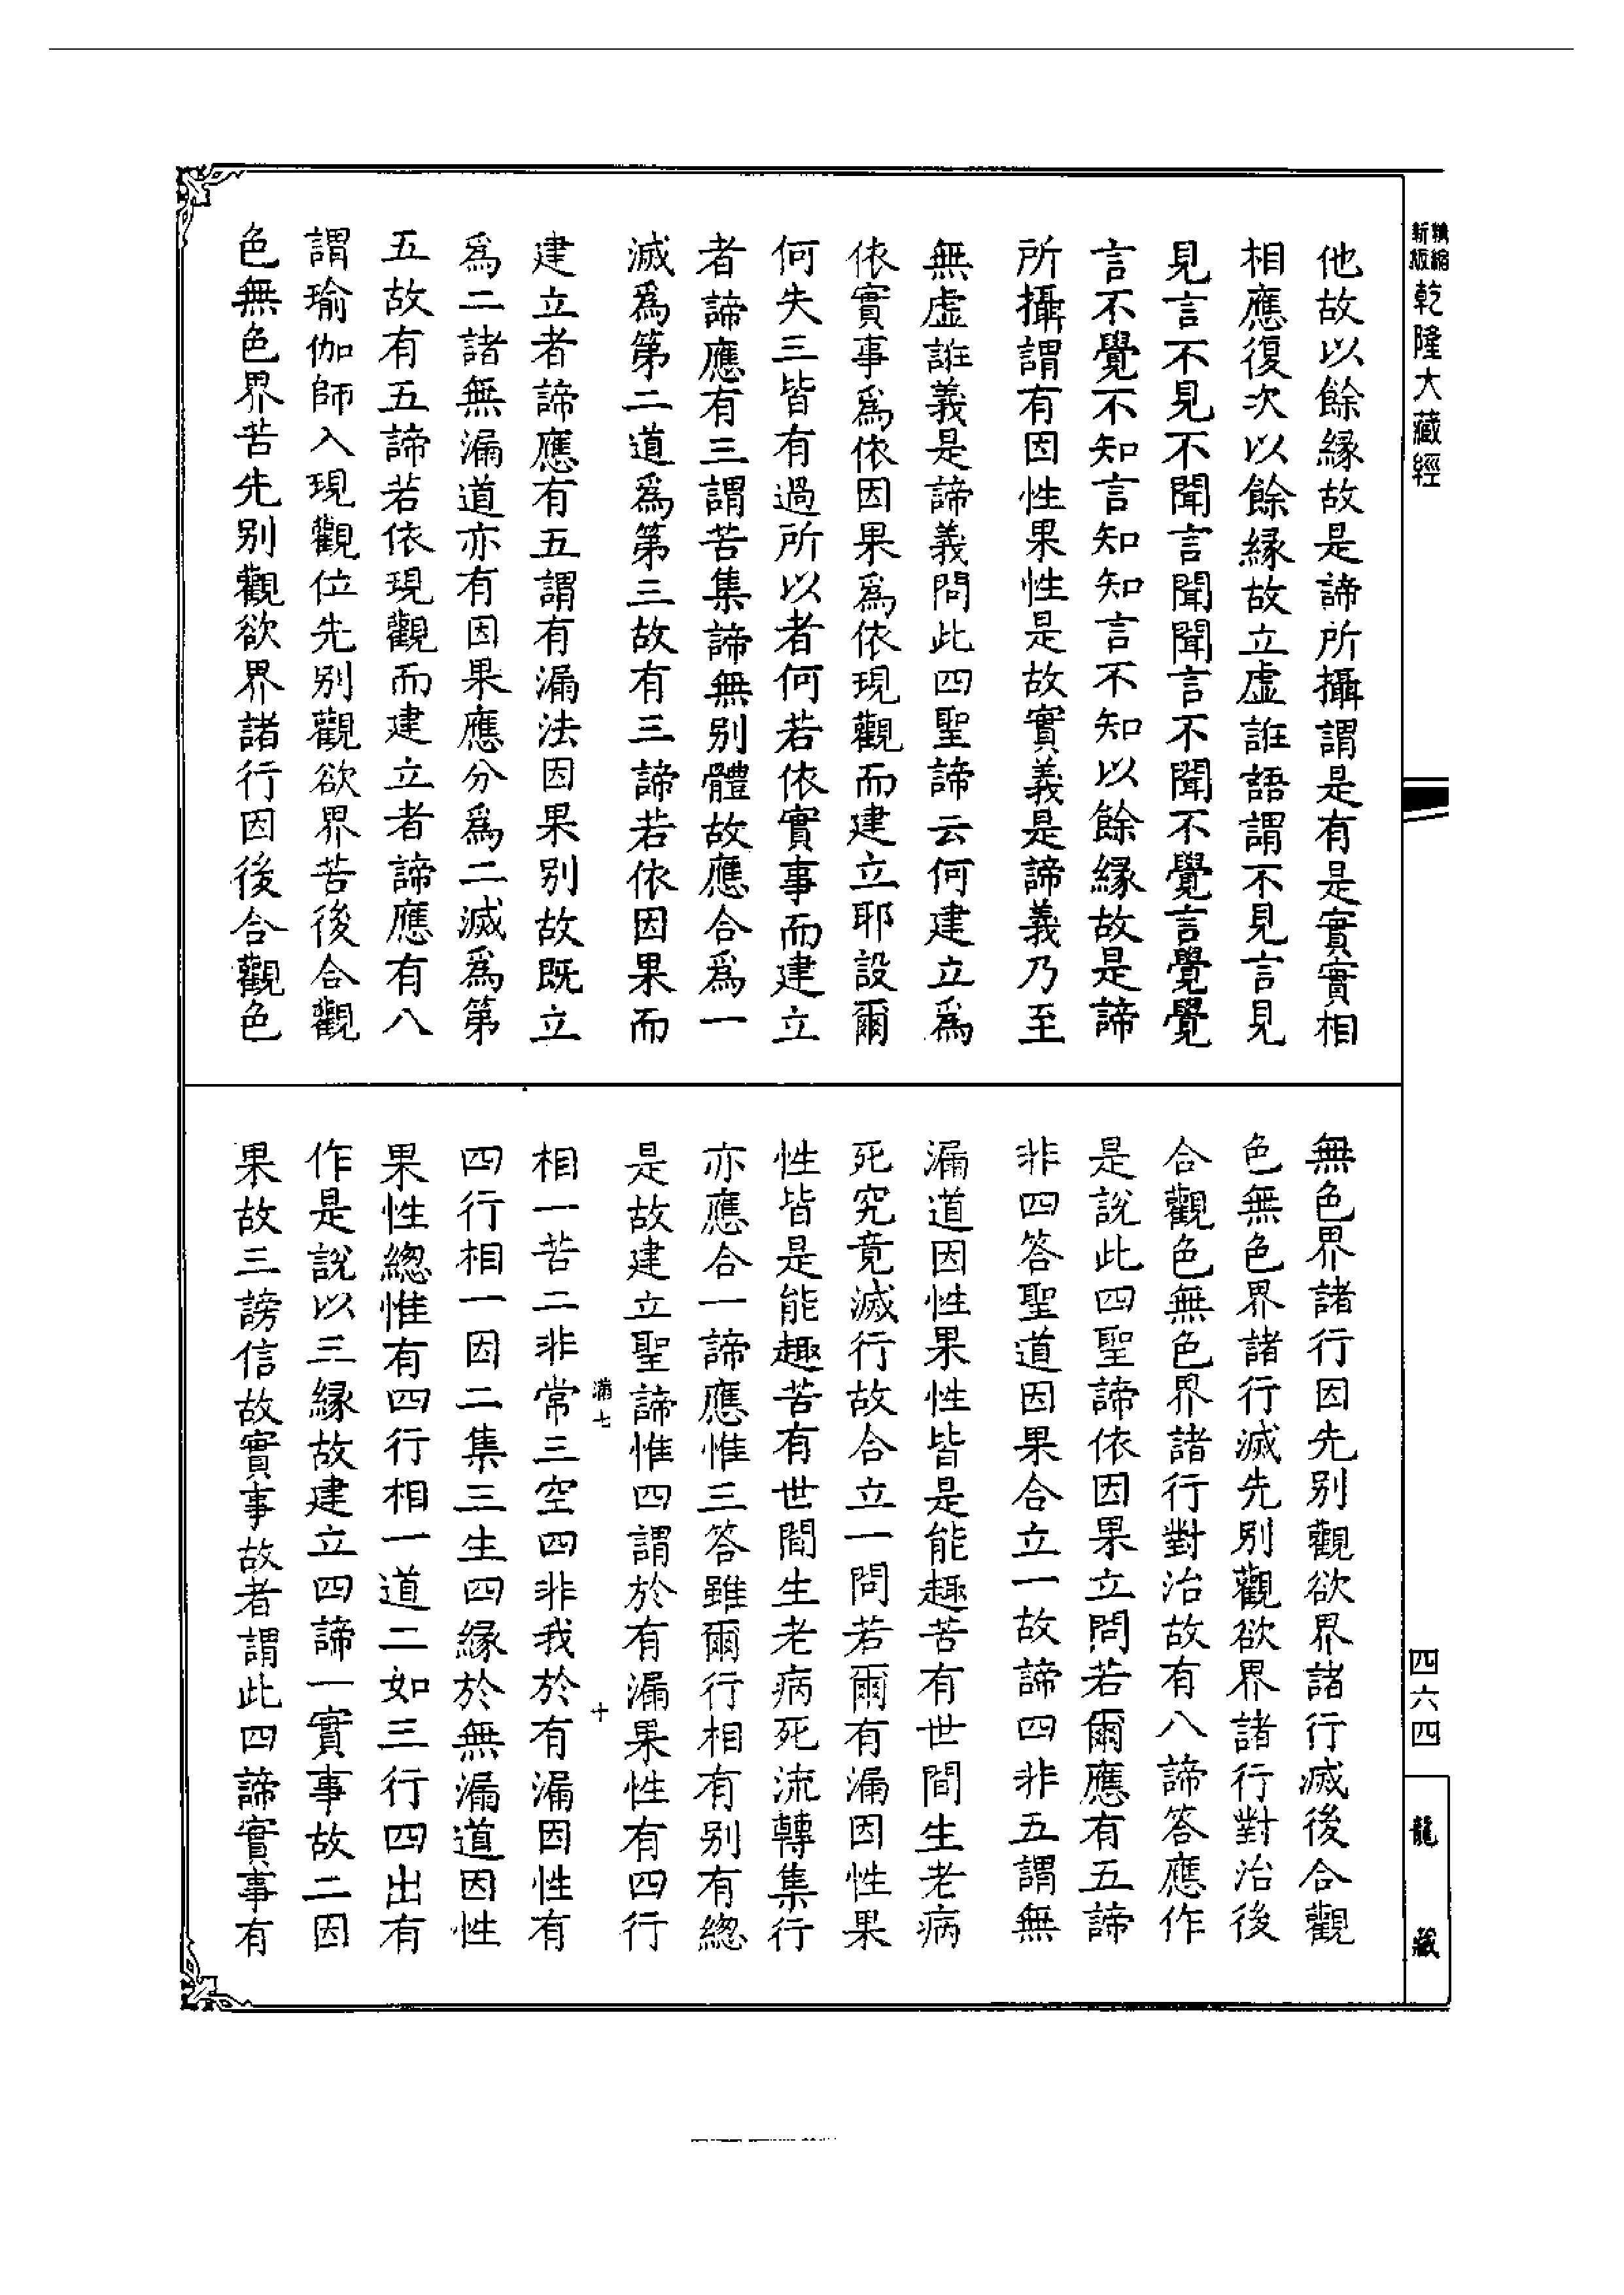 新版精縮乾隆大藏經
他故以餘緣故是諦所攝謂是有是實實相
相應復次以餘緣故立虛誑語謂不見言見
見言不見不聞言聞聞言不聞不覺言覺覺
言不覺不知言知知言不知以餘緣故是諦
所攝謂有因性果性是故實義是諦義乃至
無虛誑義是諦義問此四聖諦云何建立爲
依實事爲依因果爲依現觀而建立耶設爾
何失三皆有過所以者何若依實事而建立
者諦應有三謂苦集諦無別體故應合爲一
滅爲第二道爲第三故有三諦若依因果而
建立者諦應有五謂有漏法因果別故既立
爲二諸無漏道亦有因果應分爲二滅爲第
五故有五諦若依現觀而建立者諦應有八
謂瑜伽師入現觀位先別觀欲界苦後合觀
色無色界苦先別觀欲界諸行因後合觀色
無色界諸行因先別觀欲界諸行滅後合觀
色無色界諸行滅先別觀欲界諸行對治後
合觀色無色界諸行對治故有八諦答應作
是說此四聖諦依因果立問若爾應有五諦
非四答聖道因果合立一故諦四非五謂無
漏道因性果性皆是能趣苦有世間生老病
死究竟滅行故合立一問若爾有漏因性果
性皆是能趣苦有世間生老病死流轉集行
亦應合一諦應惟三答雖爾行相有別有總
是故建立聖諦惟四謂於有漏果性有四行
滿七 十
相一苦二非常三空四非我於有漏因性有
四行相一因二集三生四緣於無漏道因性
果性總惟有四行相一道二如三行四出有
作是說以三緣故建立四諦一實事故二因
果故三謗信故實事故者謂此四諦實事有
四六四
龍藏